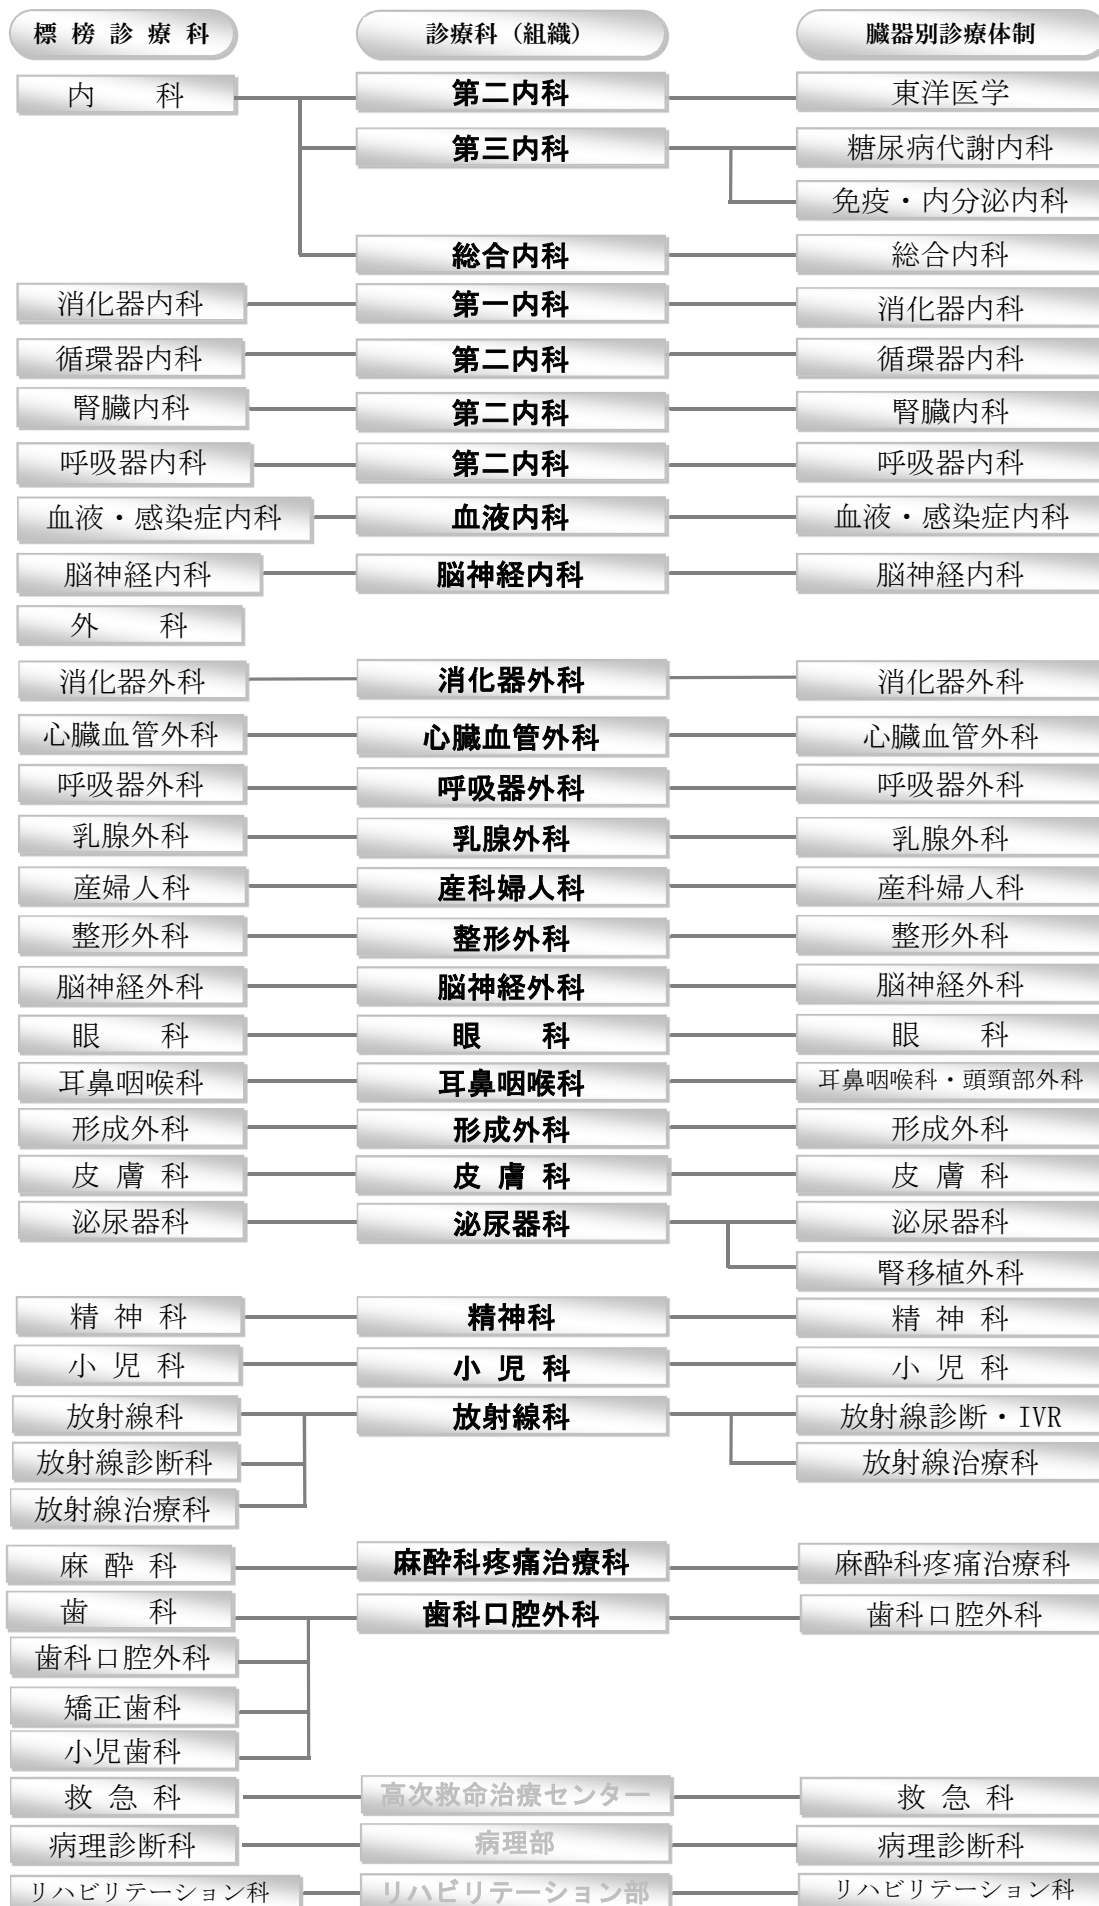 標榜診療科 診療科（組織） 臓器別診療体制
内　科 第二内科 東洋医学
第三内科 糖尿病代謝内科
免疫・内分泌内科
総合内科 総合内科
消化器内科 第一内科 消化器内科
循環器内科 第二内科 循環器内科
腎臓内科 第二内科 腎臓内科
呼吸器内科 第二内科 呼吸器内科
血液・感染症内科 血液内科 血液・感染症内科
脳神経内科 脳神経内科 脳神経内科
外　科
消化器外科 消化器外科 消化器外科
心臓血管外科 心臓血管外科 心臓血管外科
呼吸器外科 呼吸器外科 呼吸器外科
乳腺外科 乳腺外科 乳腺外科
産婦人科 産科婦人科 産科婦人科
整形外科 整形外科 整形外科
脳神経外科 脳神経外科 脳神経外科
眼　科 眼　科 眼　科
耳鼻咽喉科 耳鼻咽喉科 耳鼻咽喉科・頭頸部外科
形成外科 形成外科 形成外科
皮膚科 皮膚科 皮膚科
泌尿器科 泌尿器科 泌尿器科
腎移植外科
精神科 精神科 精神科
小児科 小児科 小児科
放射線科 放射線科 放射線診断・IVR
放射線診断科 放射線治療科
放射線治療科
麻酔科 麻酔科疼痛治療科 麻酔科疼痛治療科
歯　科 歯科口腔外科 歯科口腔外科
歯科口腔外科
矯正歯科
小児歯科
救急科 高次救命治療センター 救急科
病理診断科 病理部 病理診断科
リハビリテーション科 リハビリテーション部 リハビリテーション科